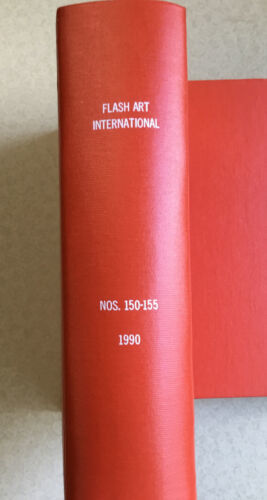 FLASH ART
INTERNATIONAL
NOS. 150-155
1990